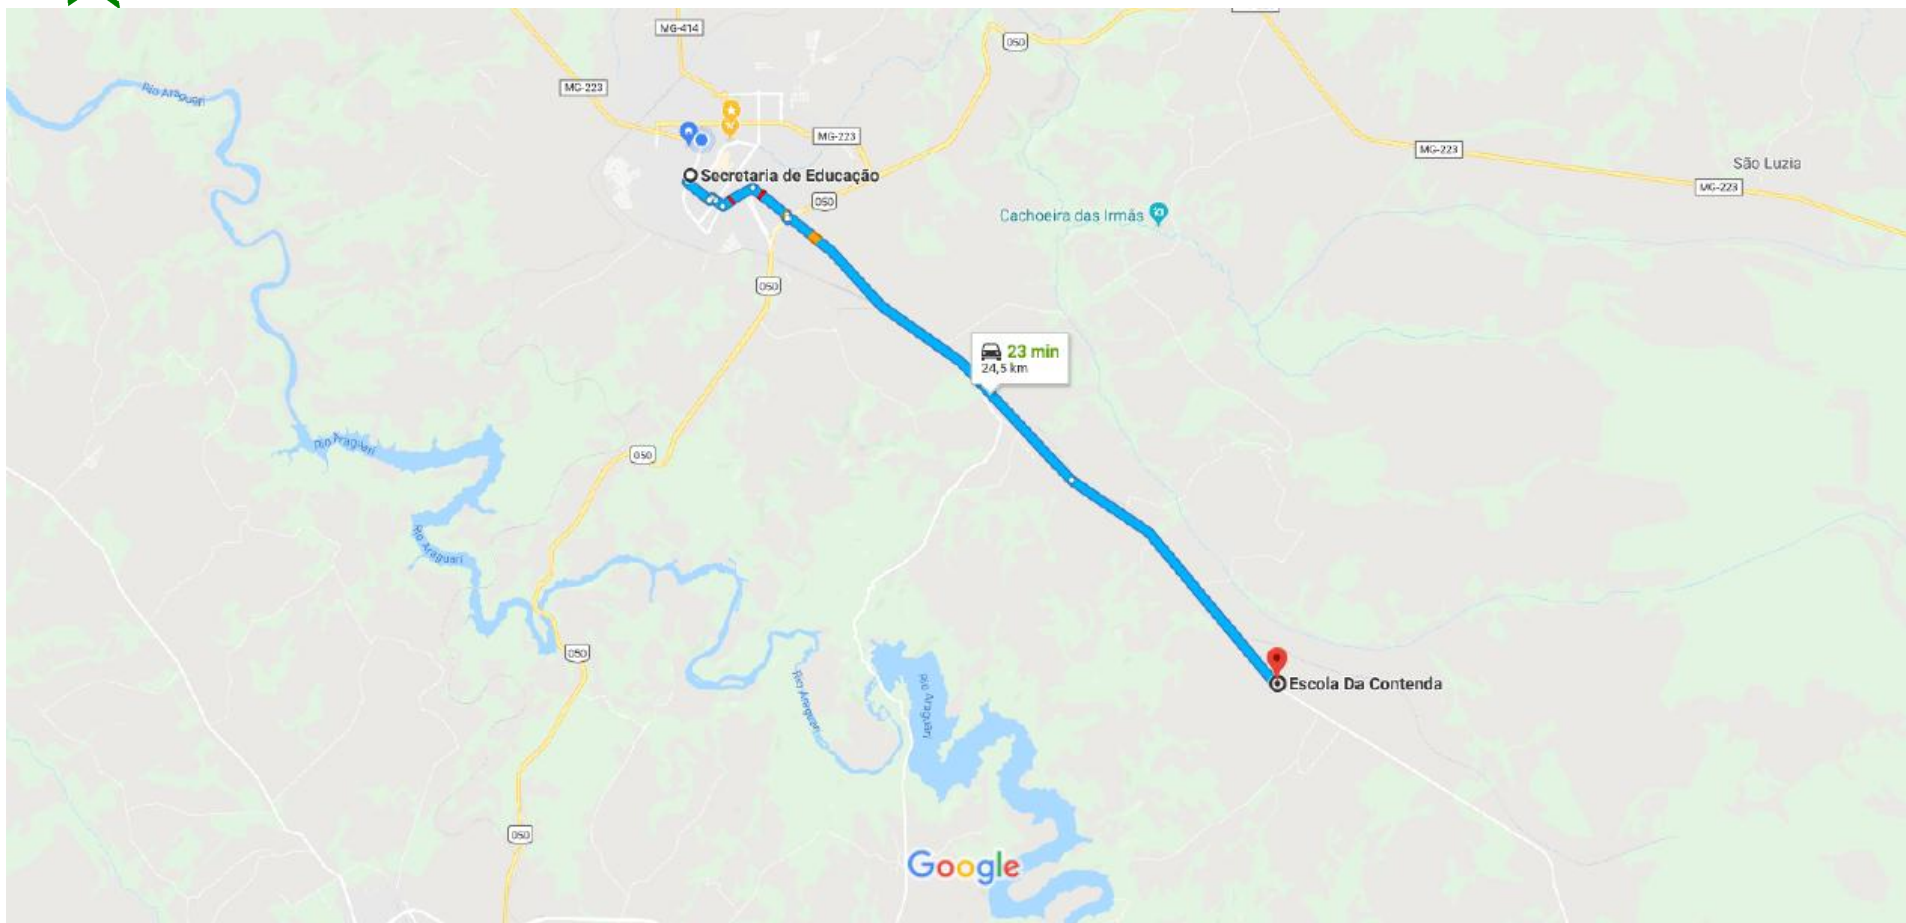 MG-414
050
MG-223
Rio Araguari
MG-223
MG-223
São Luzia
Secretaria de Educação
MG-223
050
Cachoeira das Irmãs
050
23 min
24,5 km
Rio Araguari
050
Rio Araguari
050
Rio Araguari
Rio Araguari
Escola Da Contenda
050
Google